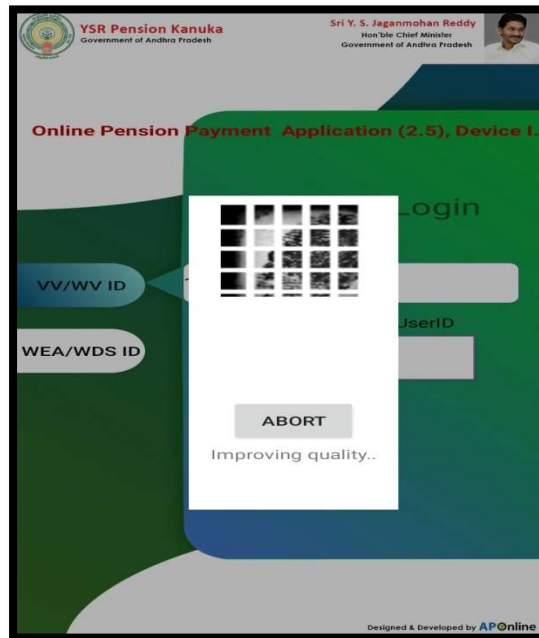 YSR Pension Kanuka
Government of Andhra Pradesh
Sri Y. S. Jaganmohan Reddy
Hon'ble Chief Minister
Government of Andhra Pradesh
Online Pension Payment Application (2.5), Device I..
Login
VV/WV ID
UserID
WEA/WDS ID
ABORT
Improving quality..
Designed & Developed by APOnline